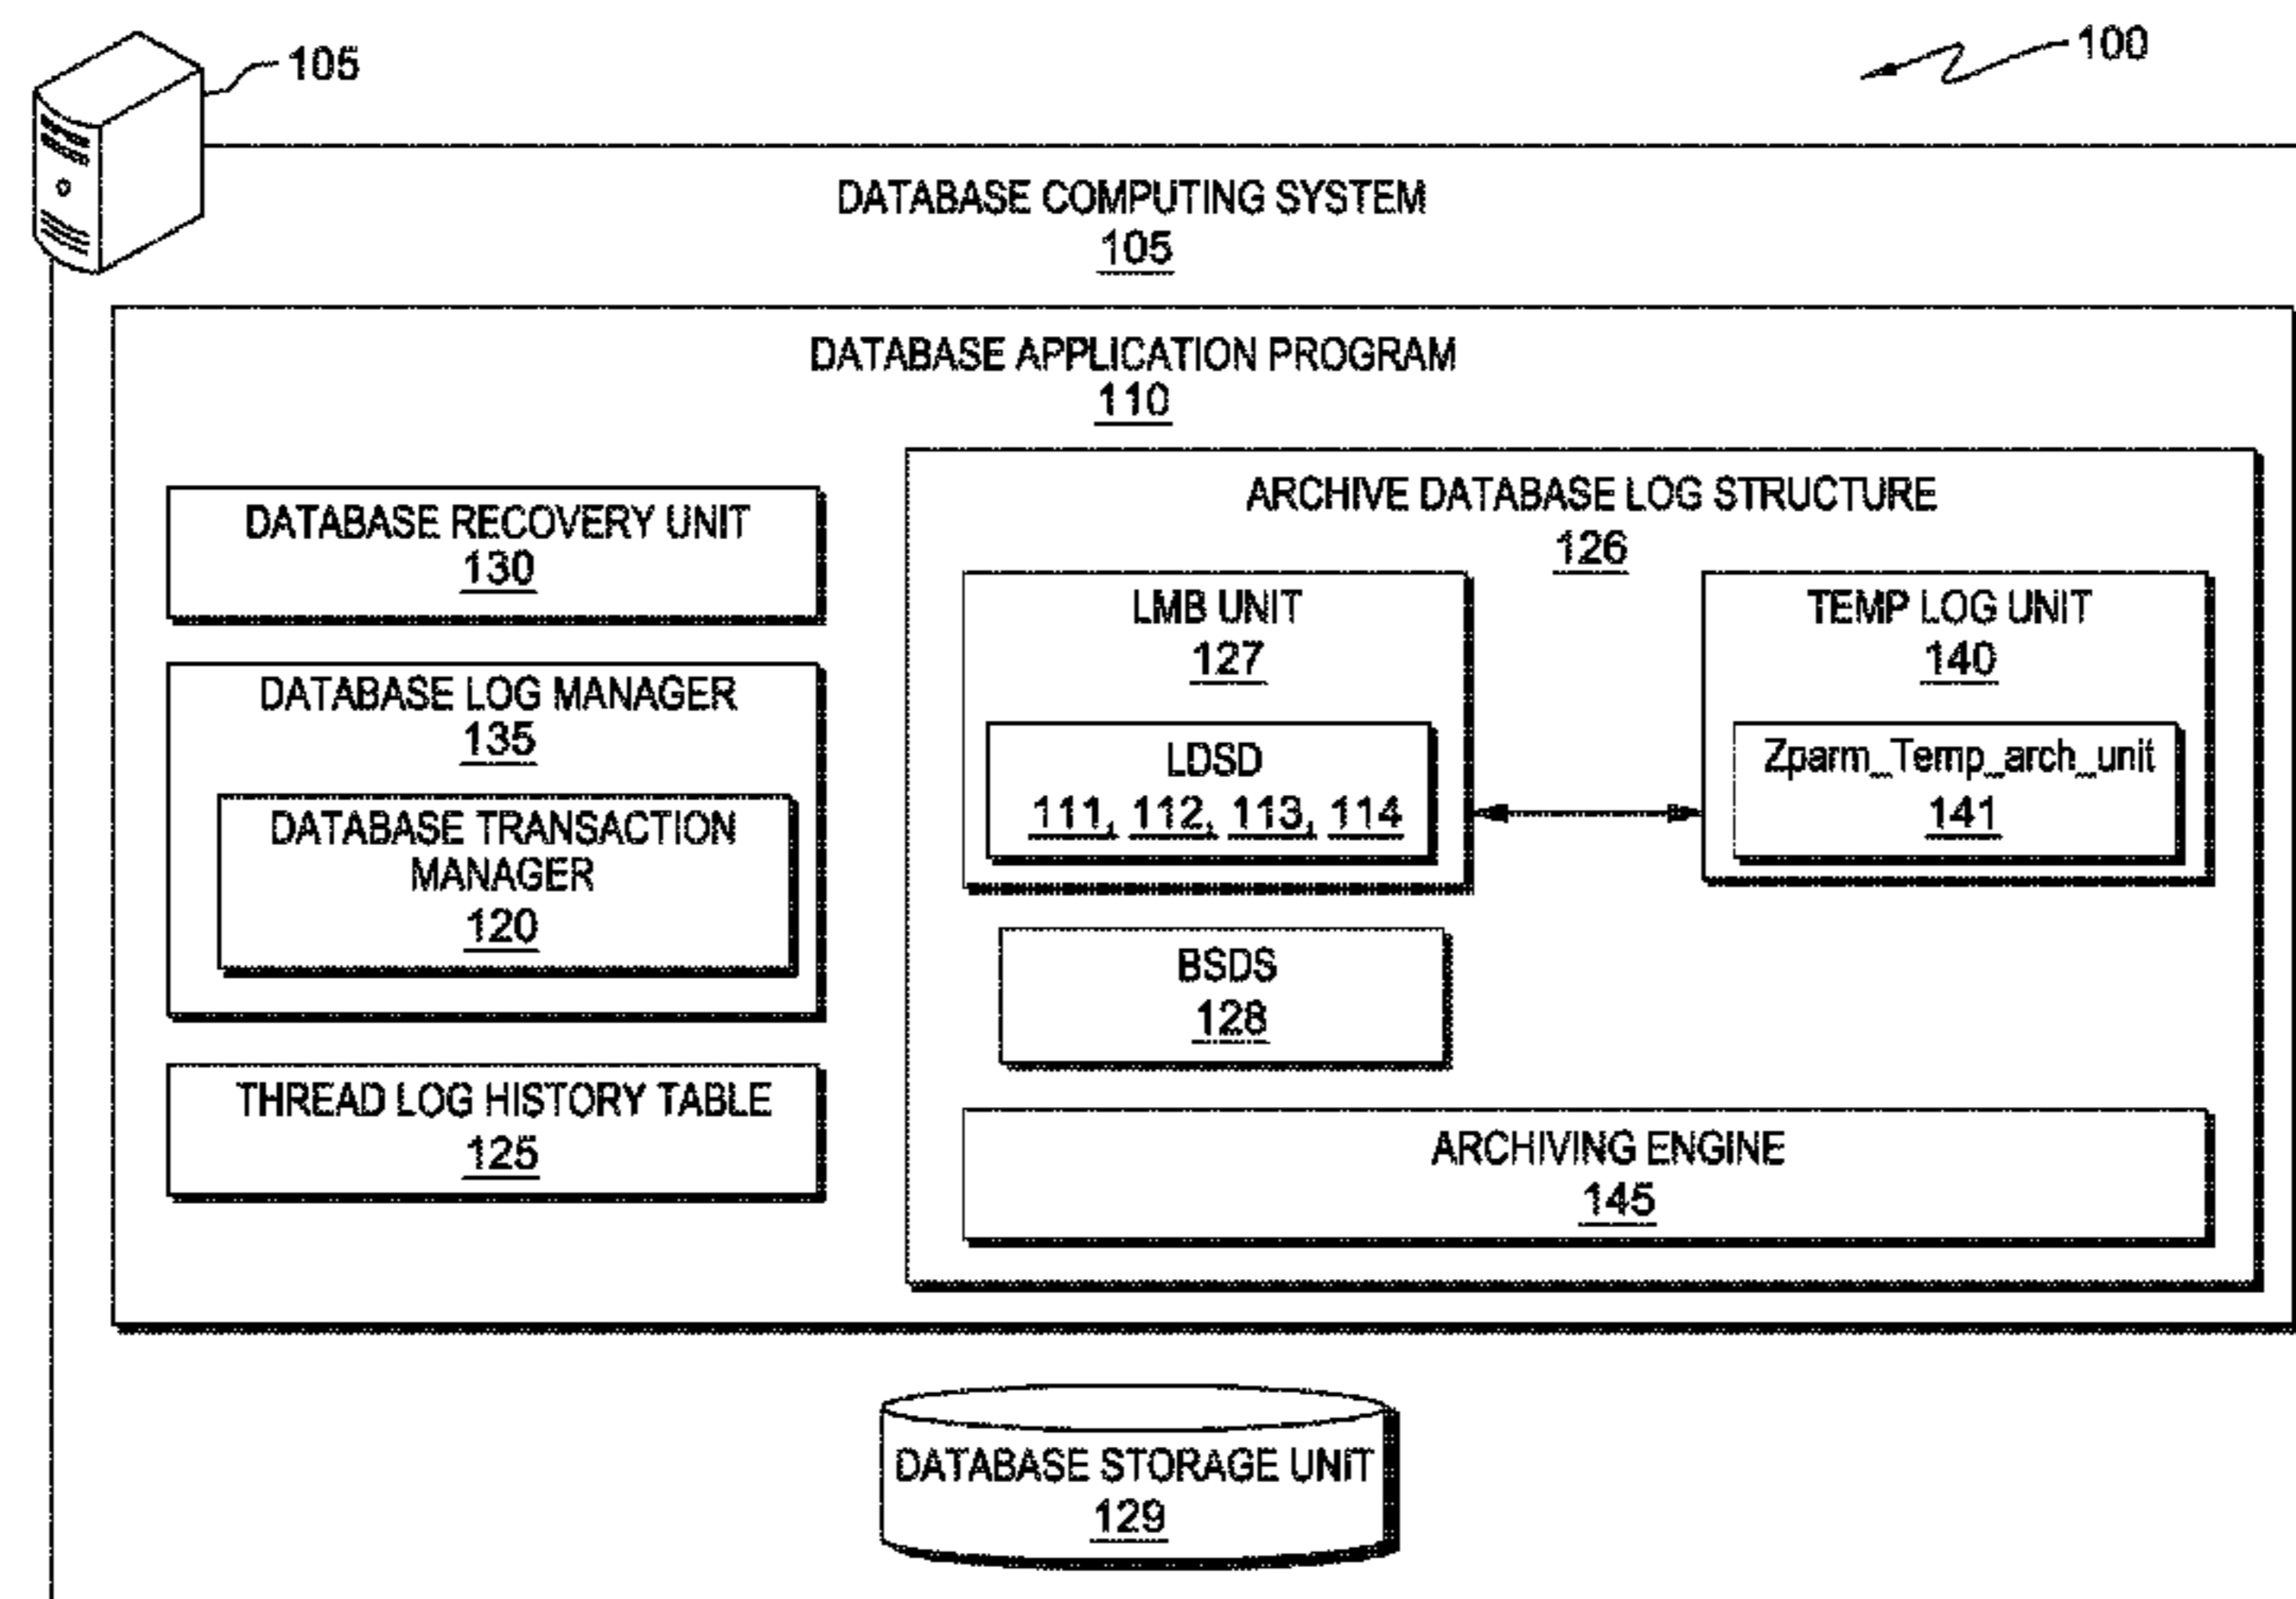 105
100
DATABASE COMPUTING SYSTEM
105
DATABASE APPLICATION PROGRAM
110
DATABASE RECOVERY UNIT
130
DATABASE LOG MANAGER
135
DATABASE TRANSACTION
MANAGER
120
THREAD LOG HISTORY TABLE
125
ARCHIVE DATABASE LOG STRUCTURE
126
LMB UNIT
127
LDSD
111, 112, 113, 114
TEMP LOG UNIT
140
Zparm_Temp_arch_unit
141
BSDS
128
ARCHIVING ENGINE
145
DATABASE STORAGE UNIT
129